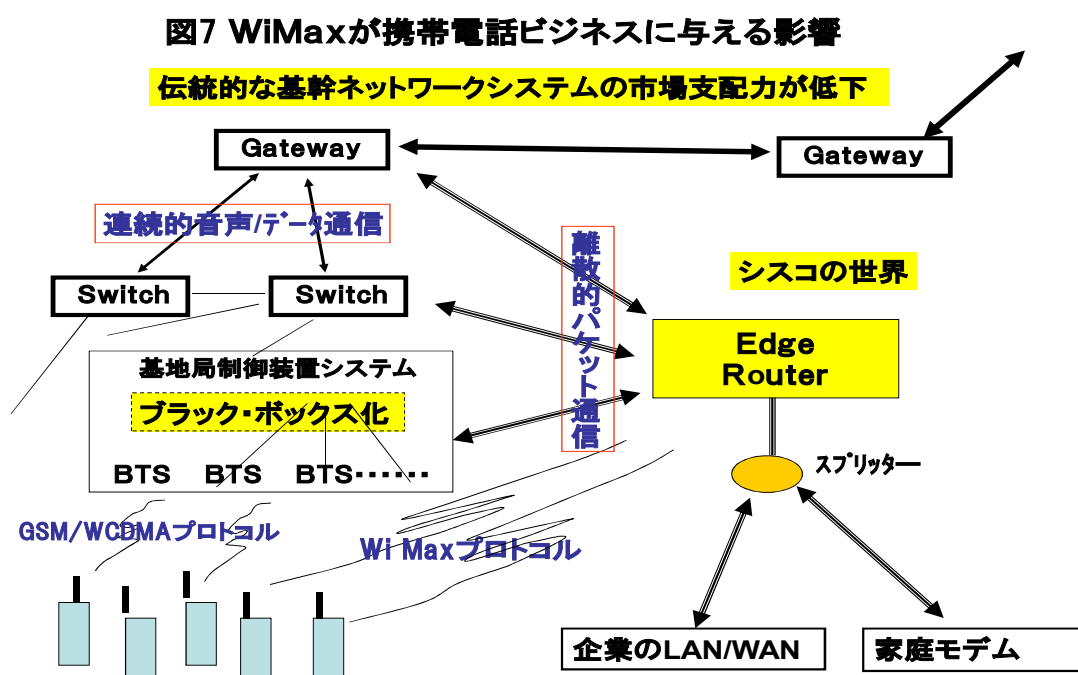 図7 WiMaxが携帯電話ビジネスに与える影響
伝統的な基幹ネットワークシステムの市場支配力が低下
Gateway
Gateway
連続的音声/データ通信
離散的パケット通信
シスコの世界
Switch
Switch
Edge
Router
基地局制御装置システム
ブラック・ボックス化
BTS BTS BTS・・・・・・
スプリッター
GSM/WCDMAプロトコル
Wi Maxプロトコル
企業のLAN/WAN
家庭モデム